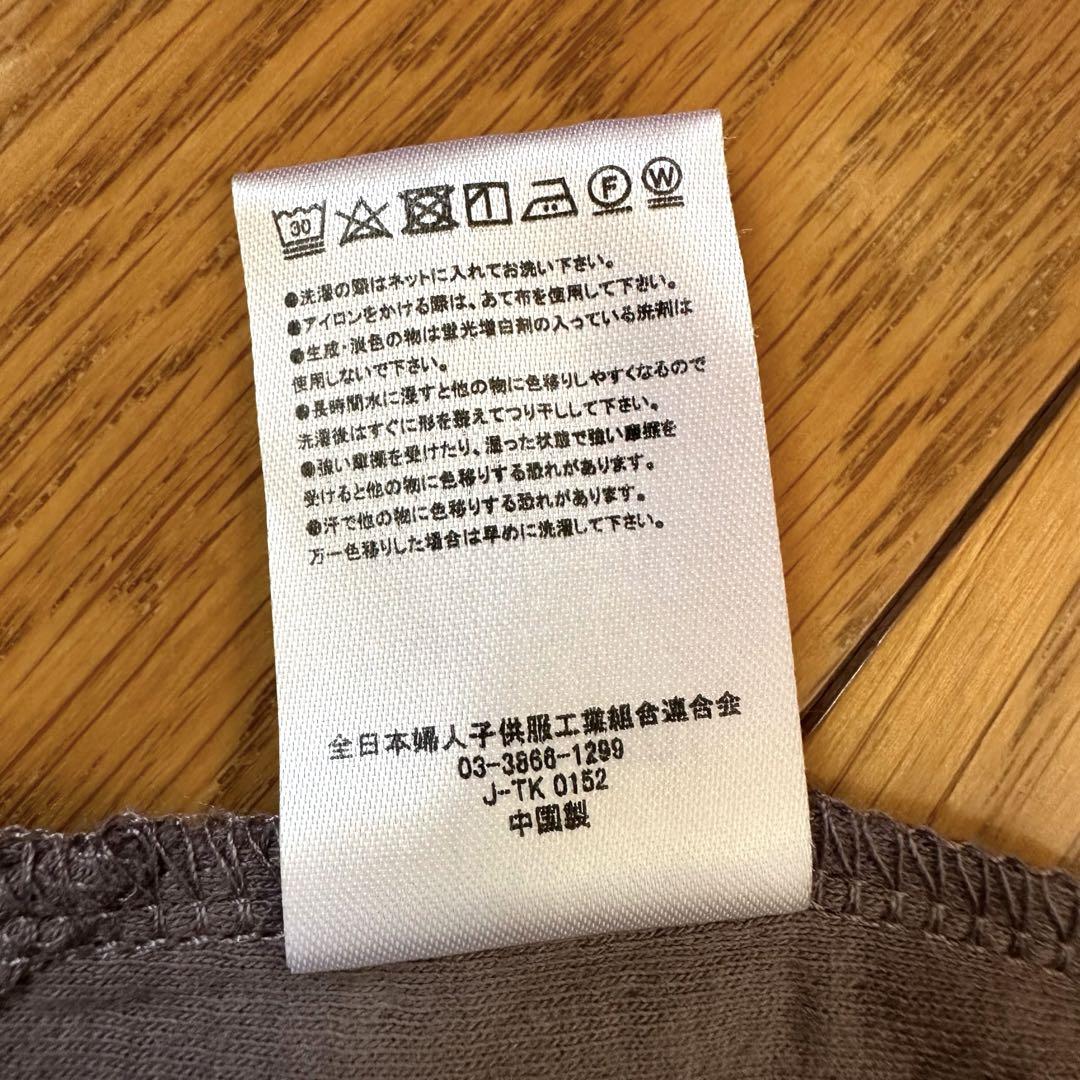 30 F W
●洗濯の際はネットに入れてお洗い下さい。
●アイロンをかける際は、あて布を使用して下さい。
●生成・淡色の物は蛍光増白剤の入っている洗剤は
使用しないで下さい。
●長時間水に浸すと他の物に色移りしやすくなるので
洗濯後はすぐに形を整えてつり干しして下さい。
●強い摩擦を受けたり、湿った状態で強い摩擦を
受けると他の物に色移りする恐れがあります。
●汗で他の物に色移りする恐れがあります。
万一色移りした場合は早めに洗濯して下さい。
全日本婦人子供服工業組合連合会
03-3866-1299
J-TK 0152
中国製